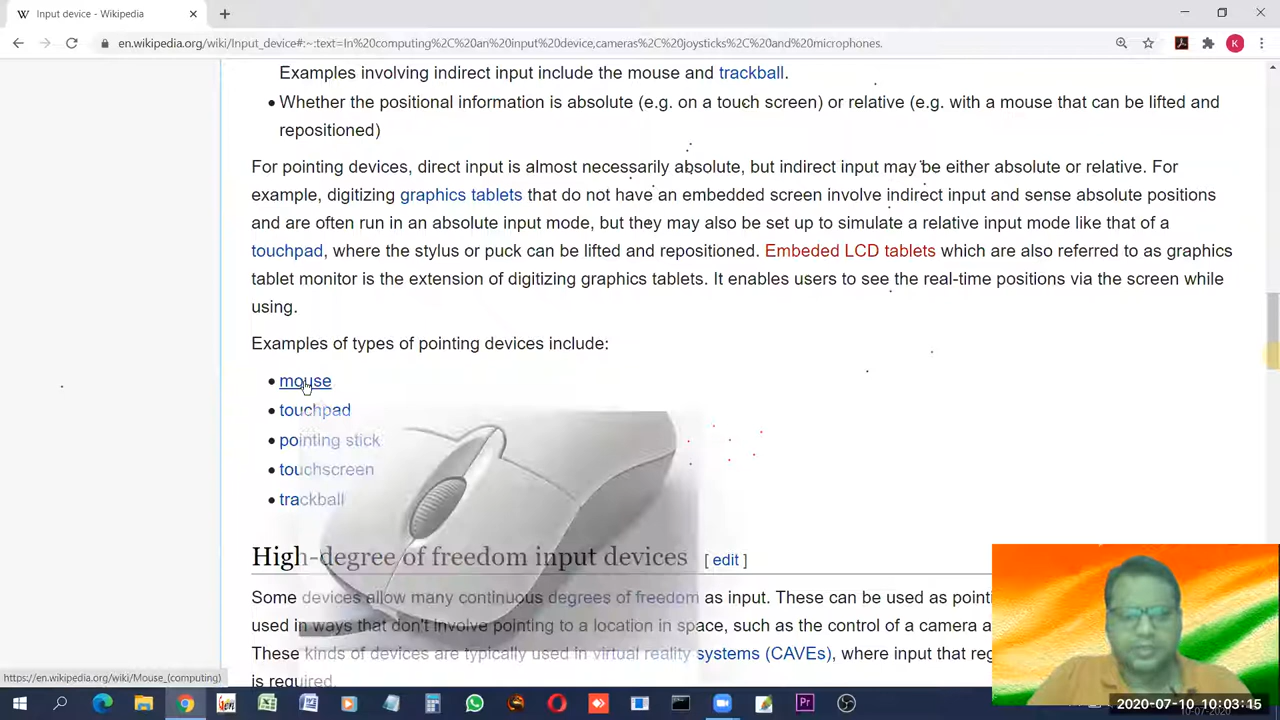 Input device - Wikipedia
en.wikipedia.org/wiki/Input_device#:~:text=In%20computing%2C%20an%20input%20device,cameras%2C%20joysticks%2C%20and%20microphones.
K
Examples involving indirect input include the mouse and trackball.
• Whether the positional information is absolute (e.g. on a touch screen) or relative (e.g. with a mouse that can be lifted and
repositioned)
For pointing devices, direct input is almost necessarily absolute, but indirect input may be either absolute or relative. For
example, digitizing graphics tablets that do not have an embedded screen involve indirect input and sense absolute positions
and are often run in an absolute input mode, but they may also be set up to simulate a relative input mode like that of a
touchpad, where the stylus or puck can be lifted and repositioned. Embeded LCD tablets which are also referred to as graphics
tablet monitor is the extension of digitizing graphics tablets. It enables users to see the real-time positions via the screen while
using.
Examples of types of pointing devices include:
• mouse
• touchpad
• pointing stick
• touchscreen
• trackball
High-degree of freedom input devices [ edit ]
Some devices allow many continuous degrees of freedom as input. These can be used as pointi
used in ways that don't involve pointing to a location in space, such as the control of a camera a
These kinds of devices are typically used in virtual reality systems (CAVEs), where input that reg
is required.
https://en.wikipedia.org/wiki/Mouse_(computing)
2020-07-10 10:03:15
10-07-2020